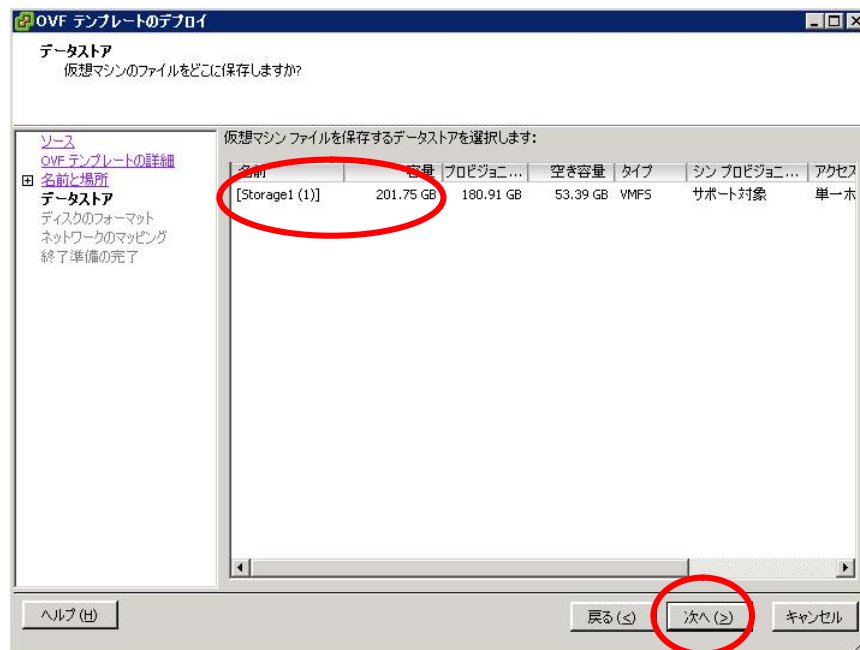 OVF テンプレートのデプロイ
データストア
仮想マシンのファイルをどこに保存しますか?
ソース
OVF テンプレートの詳細
名前と場所
データストア
ディスクのフォーマット
ネットワークのマッピング
終了準備の完了
仮想マシン ファイルを保存するデータストアを選択します:
名前 容量 プロビジョニ... 空き容量 タイプ シン プロビジョニ... アクセス
[Storage1 (1)] 201.75 GB 180.91 GB 53.39 GB VMFS サポート対象 単一ホ
ヘルプ(H) 戻る(<) 次へ(>) キャンセル